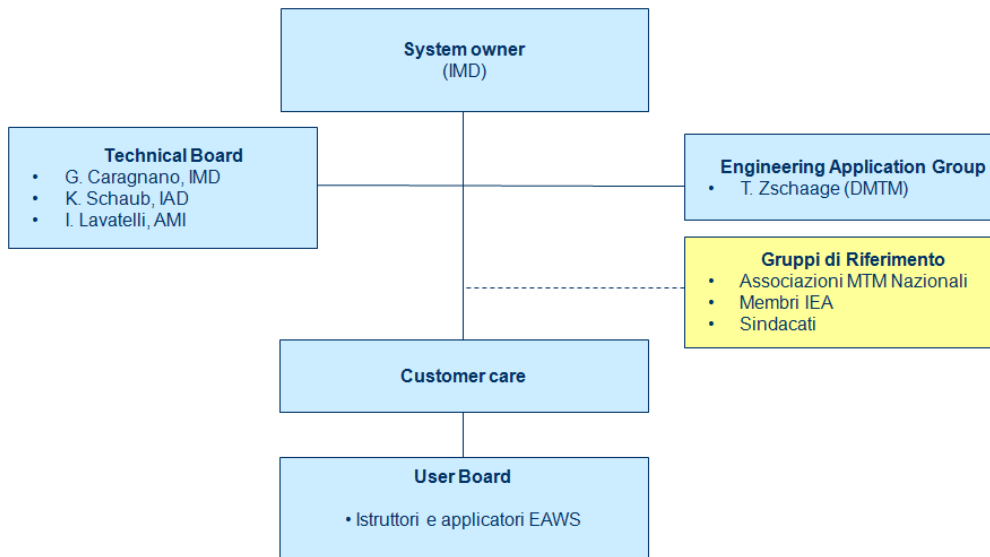 System owner
(IMD)
Technical Board
• G. Caragnano, IMD
• K. Schaub, IAD
• I. Lavatelli, AMI
Engineering Application Group
• T. Zschaage (DMTM)
Gruppi di Riferimento
• Associazioni MTM Nazionali
• Membri IEA
• Sindacati
Customer care
User Board
• Istruttori e applicatori EAWS